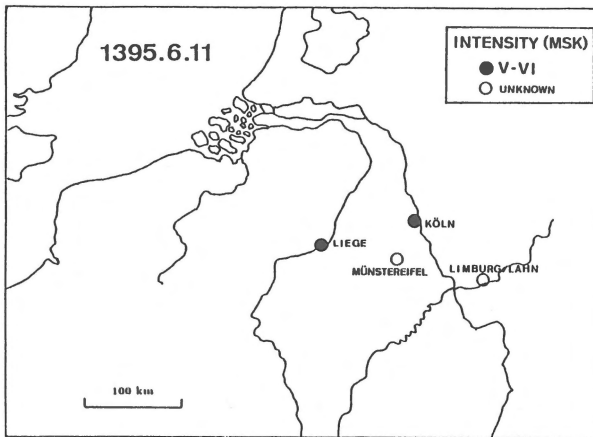 1395.6.11
INTENSITY (MSK)
V-VI
UNKNOWN
KÖLN
LIEGE
MÜNSTEREIFEL
LIMBURG/LAHN
100 km